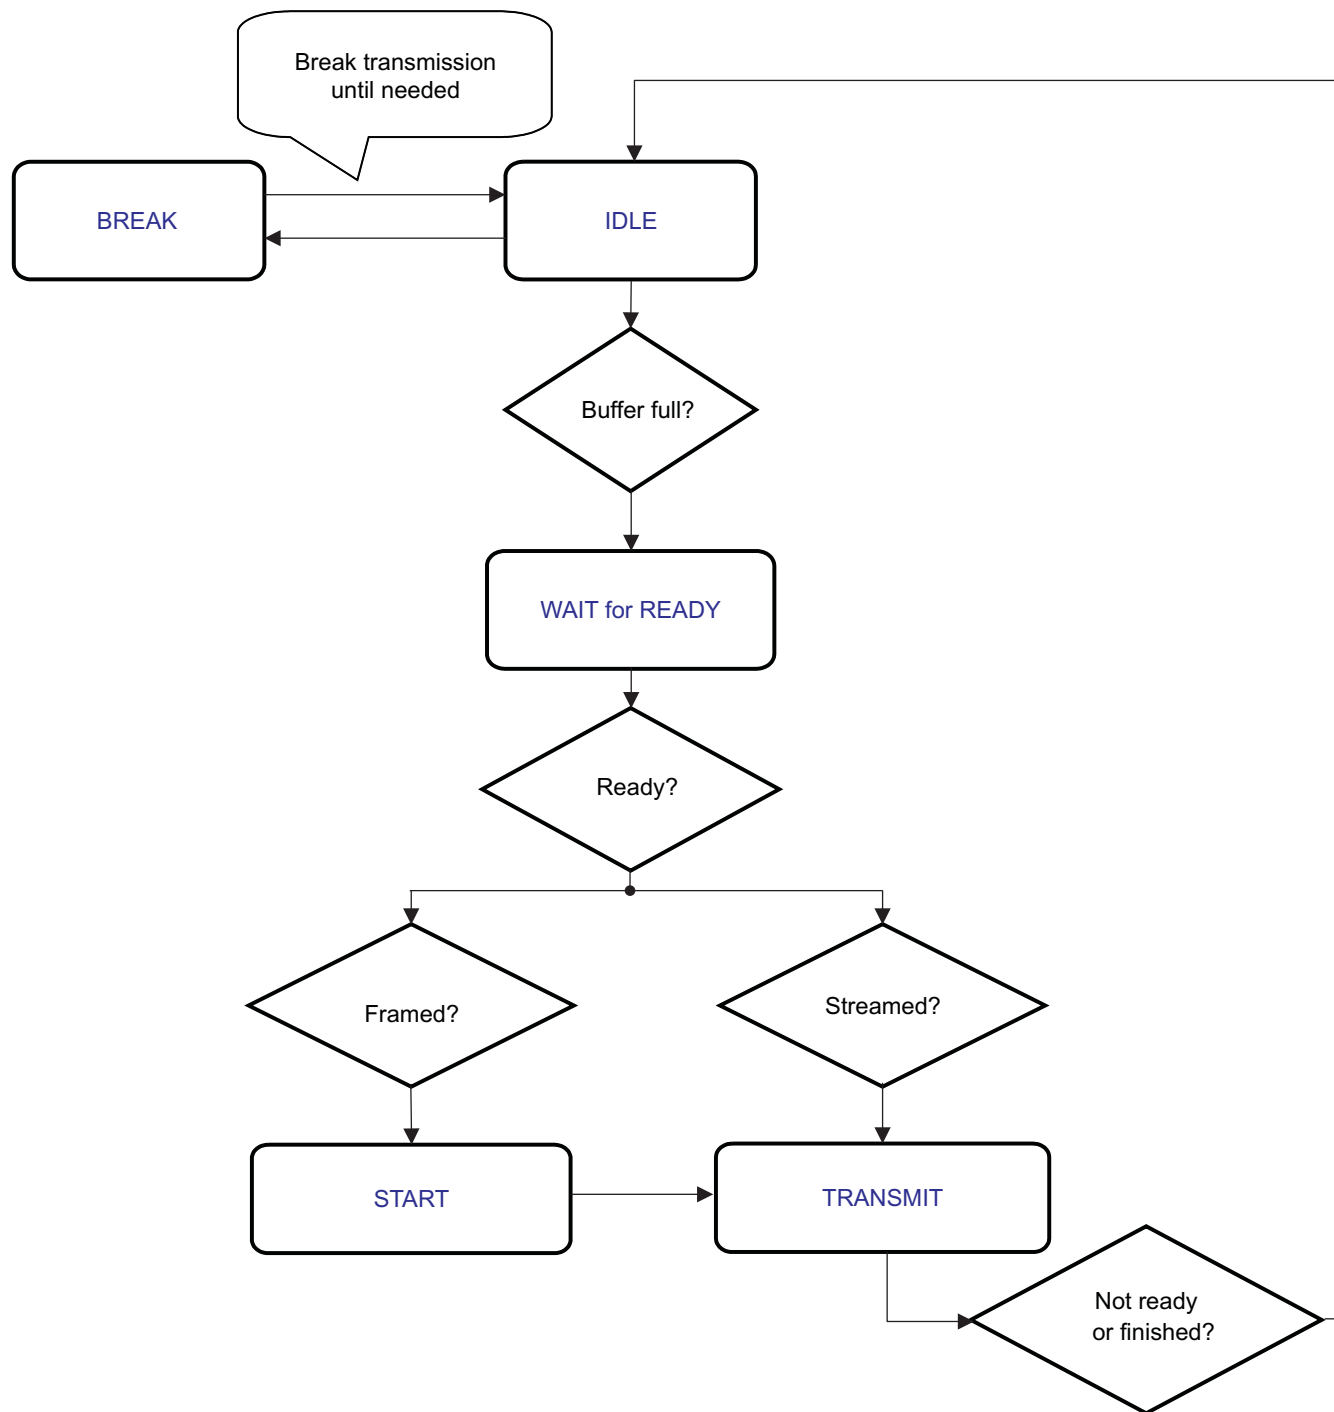 Break transmission
until needed
BREAK
IDLE
Buffer full?
WAIT for READY
Ready?
Framed?
Streamed?
START
TRANSMIT
Not ready
or finished?